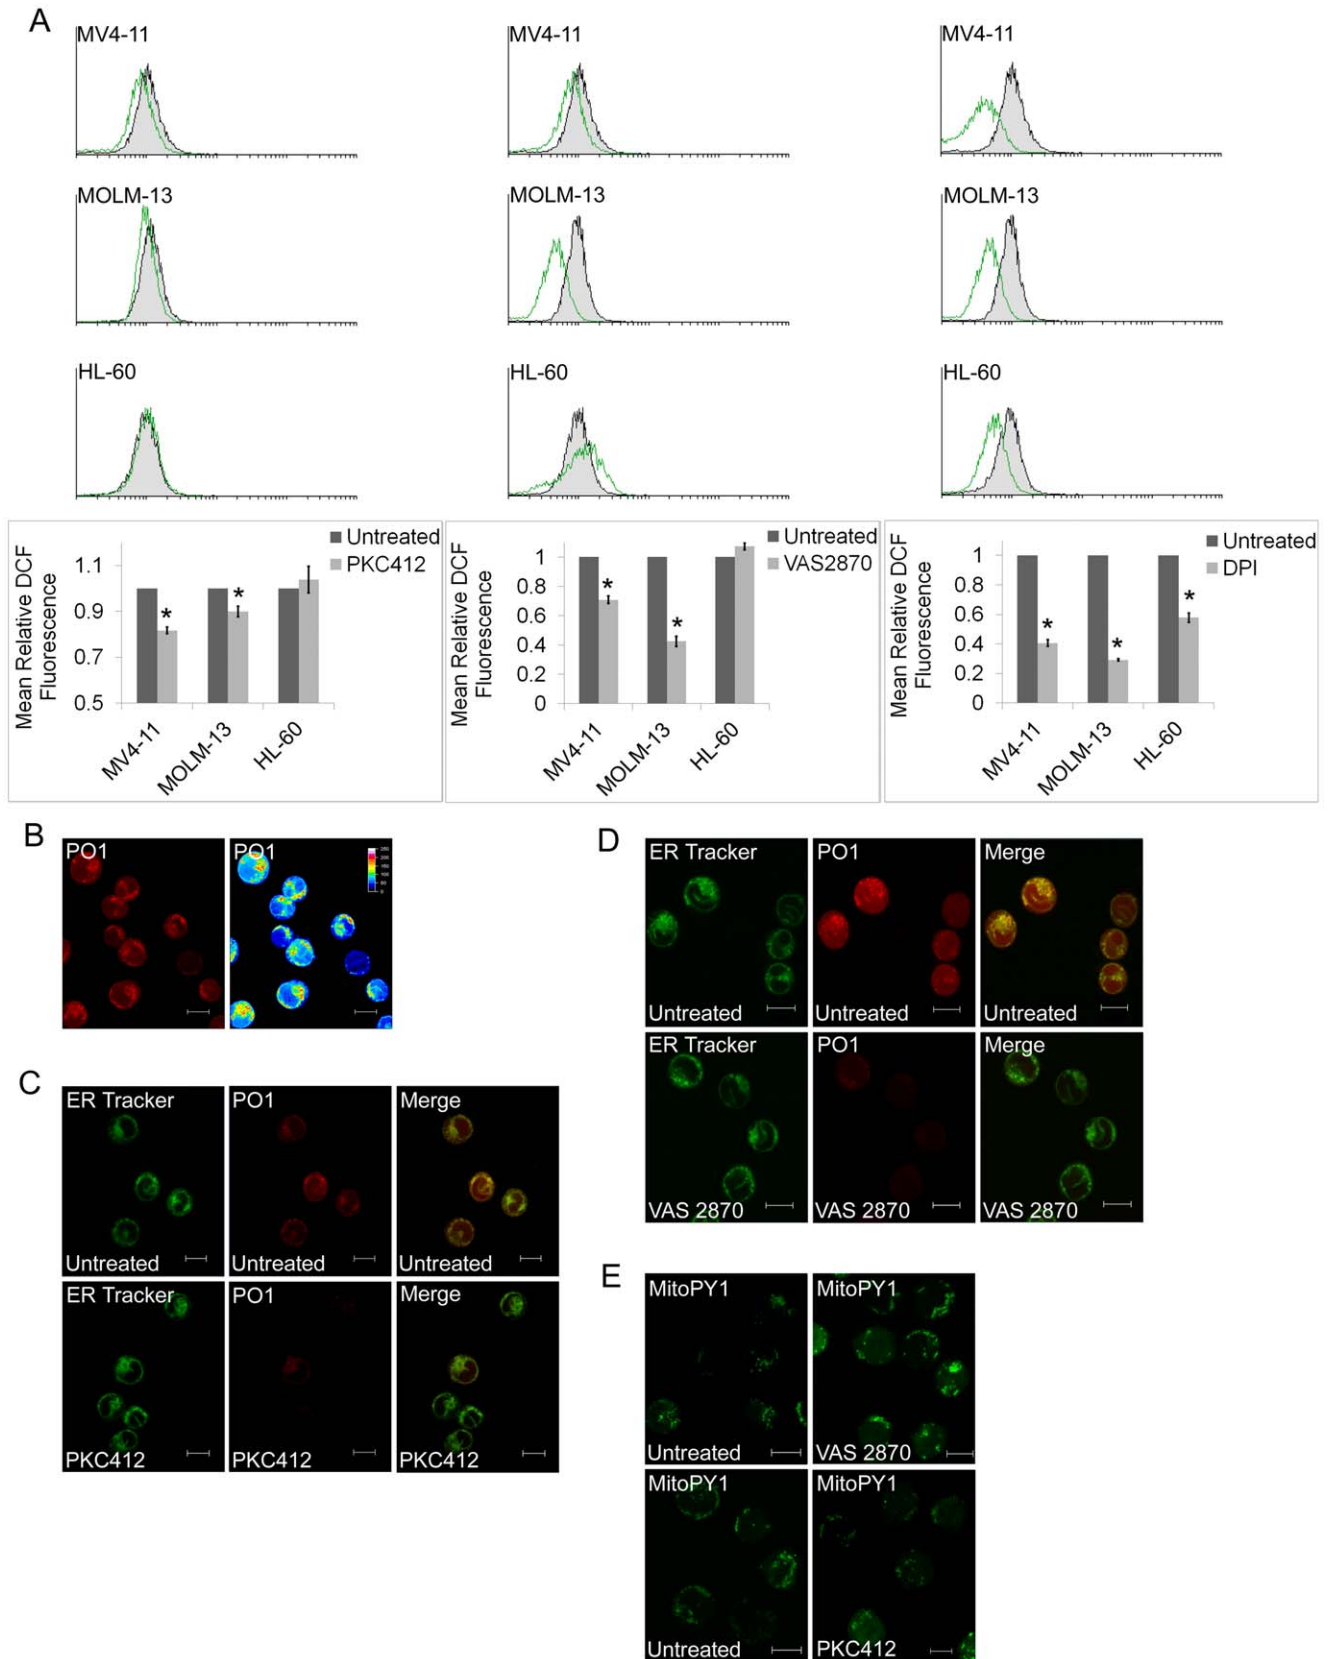 A
MV4-11
MV4-11
MV4-11
MOLM-13
MOLM-13
MOLM-13
HL-60
HL-60
HL-60
Mean Relative DCF
Fluorescence
1.1
0.9
0.7
0.5
Untreated
PKC412
*
*
MV4-11
MOLM-13
HL-60
Mean Relative DCF
Fluorescence
1
0.8
0.6
0.4
0.2
0
Untreated
VAS2870
*
*
MV4-11
MOLM-13
HL-60
Mean Relative DCF
Fluorescence
1
0.8
0.6
0.4
0.2
0
Untreated
DPI
*
*
*
MV4-11
MOLM-13
HL-60
B
PO1
PO1
C
ER Tracker
PO1
Merge
Untreated
Untreated
Untreated
ER Tracker
PO1
Merge
PKC412
PKC412
PKC412
D
ER Tracker
PO1
Merge
Untreated
Untreated
Untreated
ER Tracker
PO1
Merge
VAS 2870
VAS 2870
VAS 2870
E
MitoPY1
MitoPY1
Untreated
VAS 2870
MitoPY1
MitoPY1
Untreated
PKC412